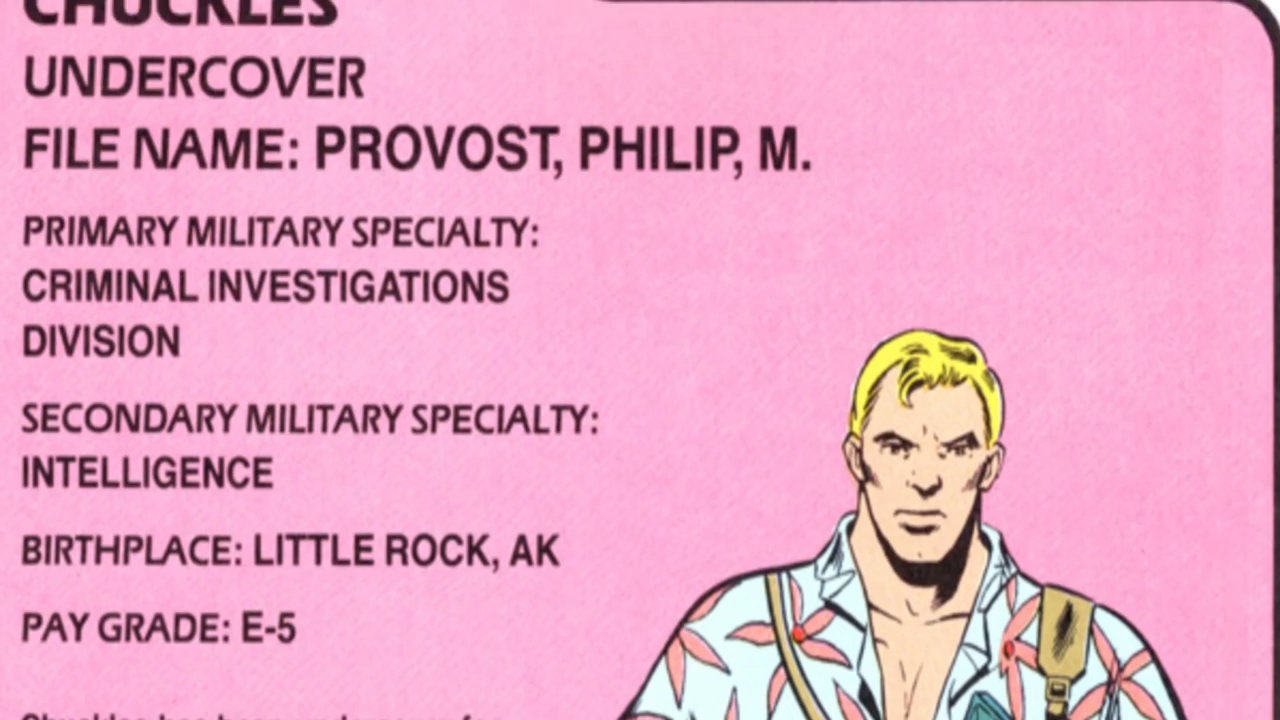 CHUCKLES
UNDERCOVER
FILE NAME: PROVOST, PHILIP, M.
PRIMARY MILITARY SPECIALTY:
CRIMINAL INVESTIGATIONS
DIVISION
SECONDARY MILITARY SPECIALTY:
INTELLIGENCE
BIRTHPLACE: LITTLE ROCK, AK
PAY GRADE: E-5